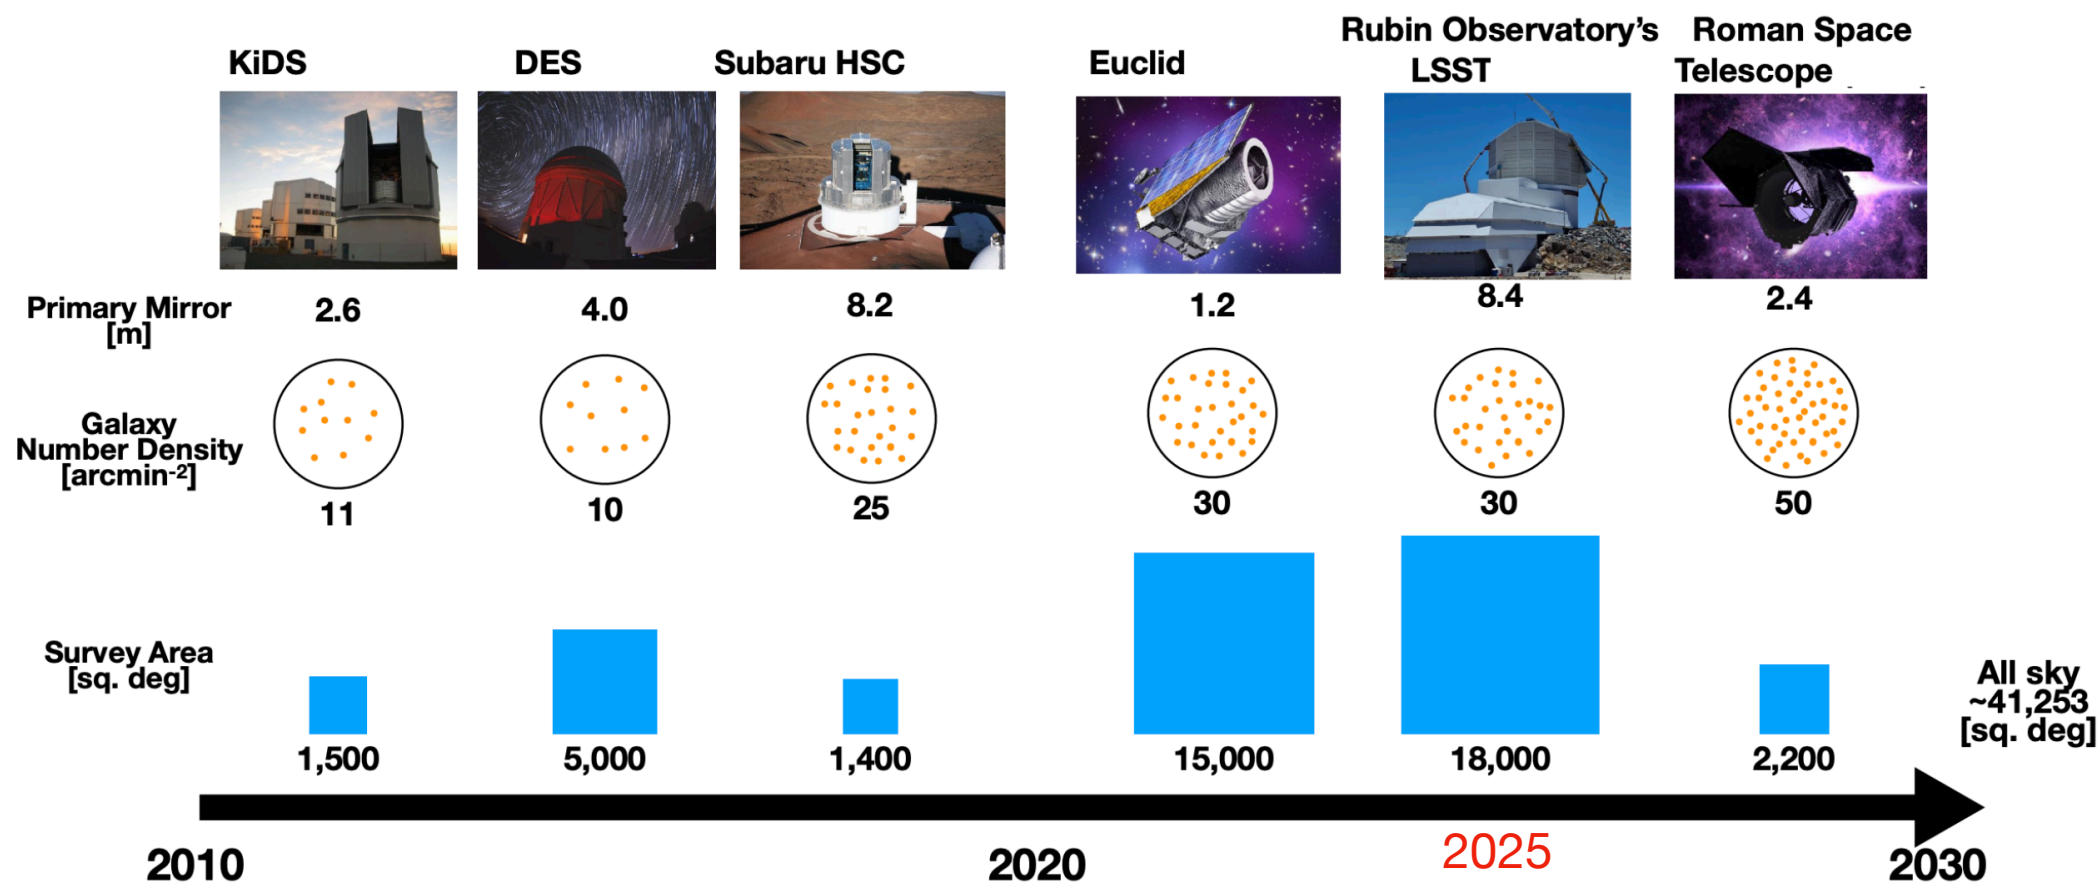 KiDS
DES
Subaru HSC
Euclid
Rubin Observatory’s
LSST
Roman Space
Telescope
Primary Mirror
[m]
2.6
4.0
8.2
1.2
8.4
2.4
Galaxy
Number Density
[arcmin-2]
11
10
25
30
30
50
Survey Area
[sq. deg]
1,500
5,000
1,400
15,000
18,000
2,200
All sky
~41,253
[sq. deg]
2010
2020
2025
2030